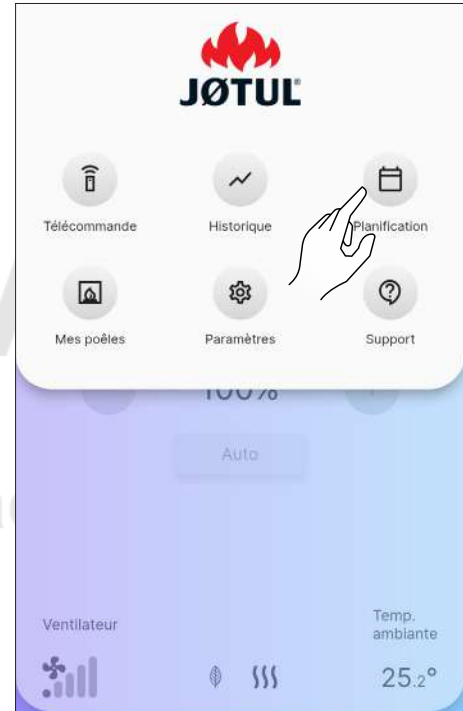 JØTUL
Télécommande
Historique
Planification
Mes poêles
Paramètres
Support
100%
Auto
Ventilateur
Temp.
ambiante
25.2°